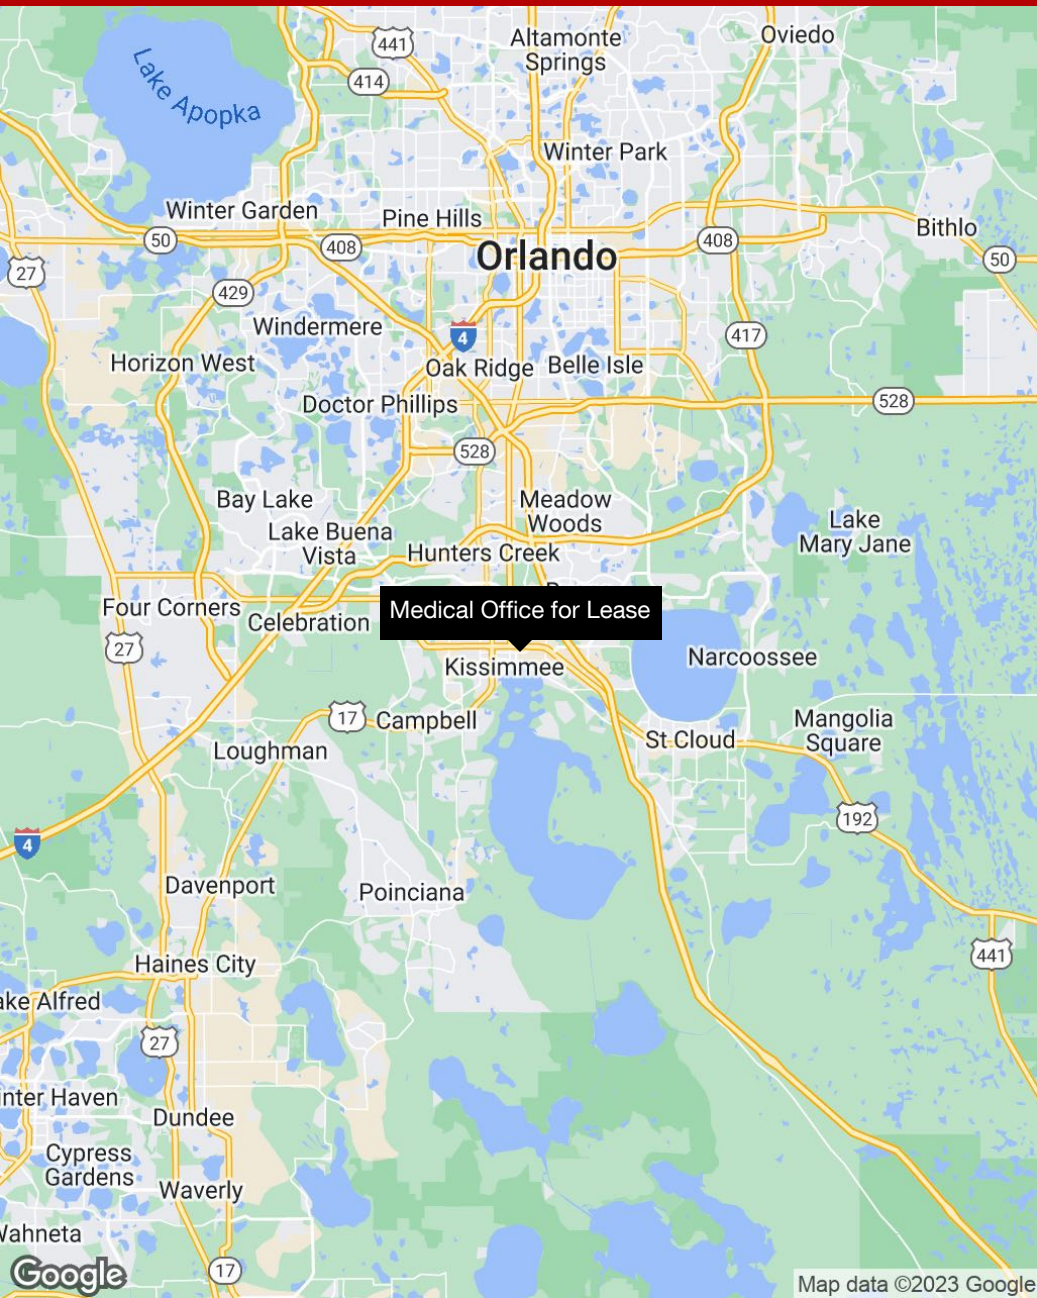 441
Altamonte
Springs
Oviedo
414
Lake Apopka
Winter Park
Winter Garden
Pine Hills
50
408
Orlando
408
Bithlo
50
27
429
Windermere
4
417
Horizon West
Oak Ridge
Belle Isle
Doctor Phillips
528
528
Bay Lake
Meadow
Woods
Lake Buena
Vista
Lake
Mary Jane
Hunters Creek
Four Corners
Celebration
Medical Office for Lease
27
Kissimmee
Narcoossee
17
Campbell
Mangolia
Square
St Cloud
Loughman
192
4
Davenport
Poinciana
441
Haines City
ake Alfred
27
inter Haven
Dundee
Cypress
Gardens
Waverly
Wahneta
17
Google
Map data ©2023 Google